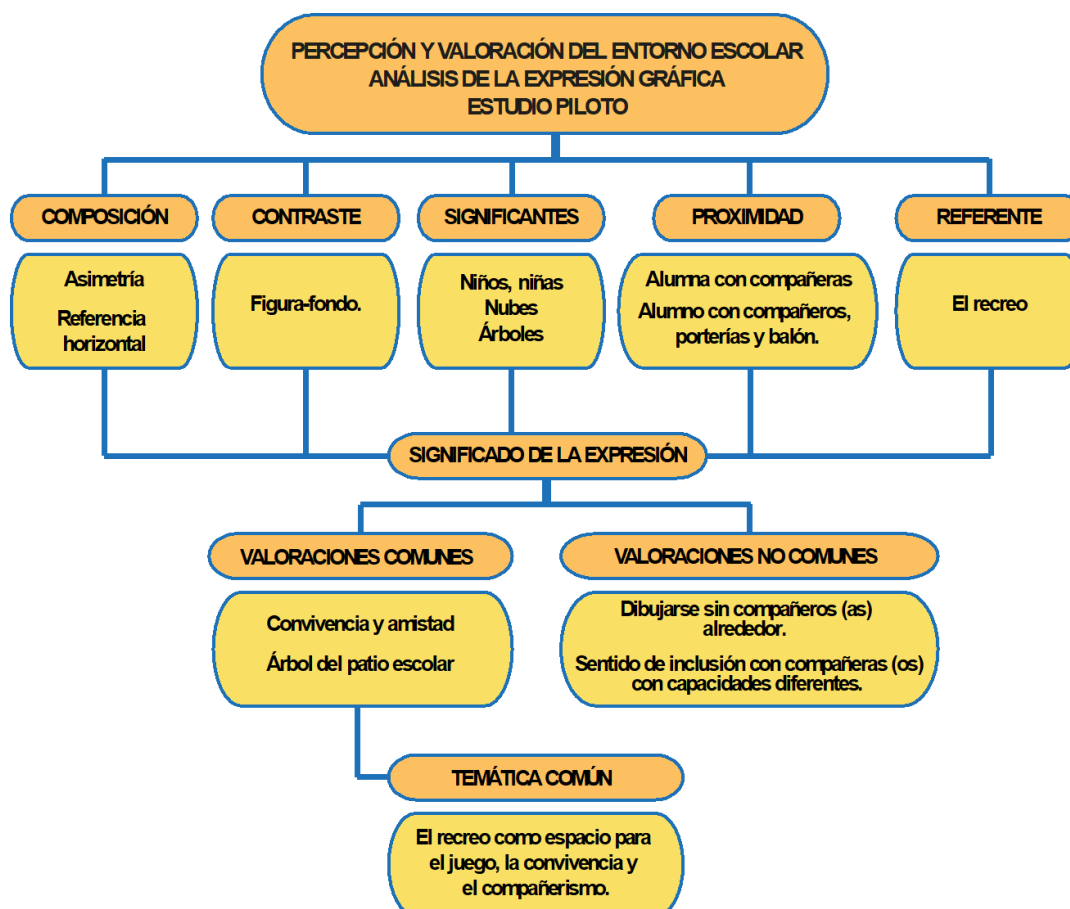 PERCEPCIÓN Y VALORACIÓN DEL ENTORNO ESCOLAR
ANÁLISIS DE LA EXPRESIÓN GRÁFICA
ESTUDIO PILOTO
COMPOSICIÓN
Asimetría
Referencia
horizontal
CONTRASTE
Figura-fondo.
SIGNIFICANTES
Niños, niñas
Nubes
Árboles
PROXIMIDAD
Alumna con compañeras
Alumno con compañeros,
porterías y balón.
REFERENTE
El recreo
SIGNIFICADO DE LA EXPRESIÓN
VALORACIONES COMUNES
Convivencia y amistad
Árbol del patio escolar
VALORACIONES NO COMUNES
Dibujarse sin compañeros (as)
alrededor.
Sentido de inclusión con compañeras (os)
con capacidades diferentes.
TEMÁTICA COMÚN
El recreo como espacio para
el juego, la convivencia y
el compañerismo.